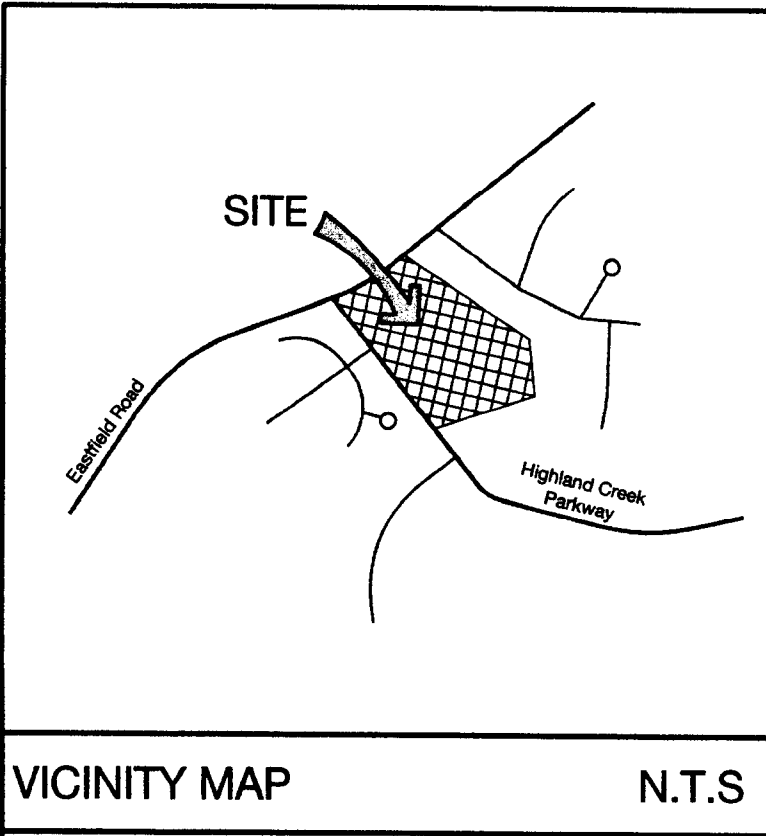 SITE
Eastfield Road
Highland Creek
Parkway
VICINITY MAP
N.T.S